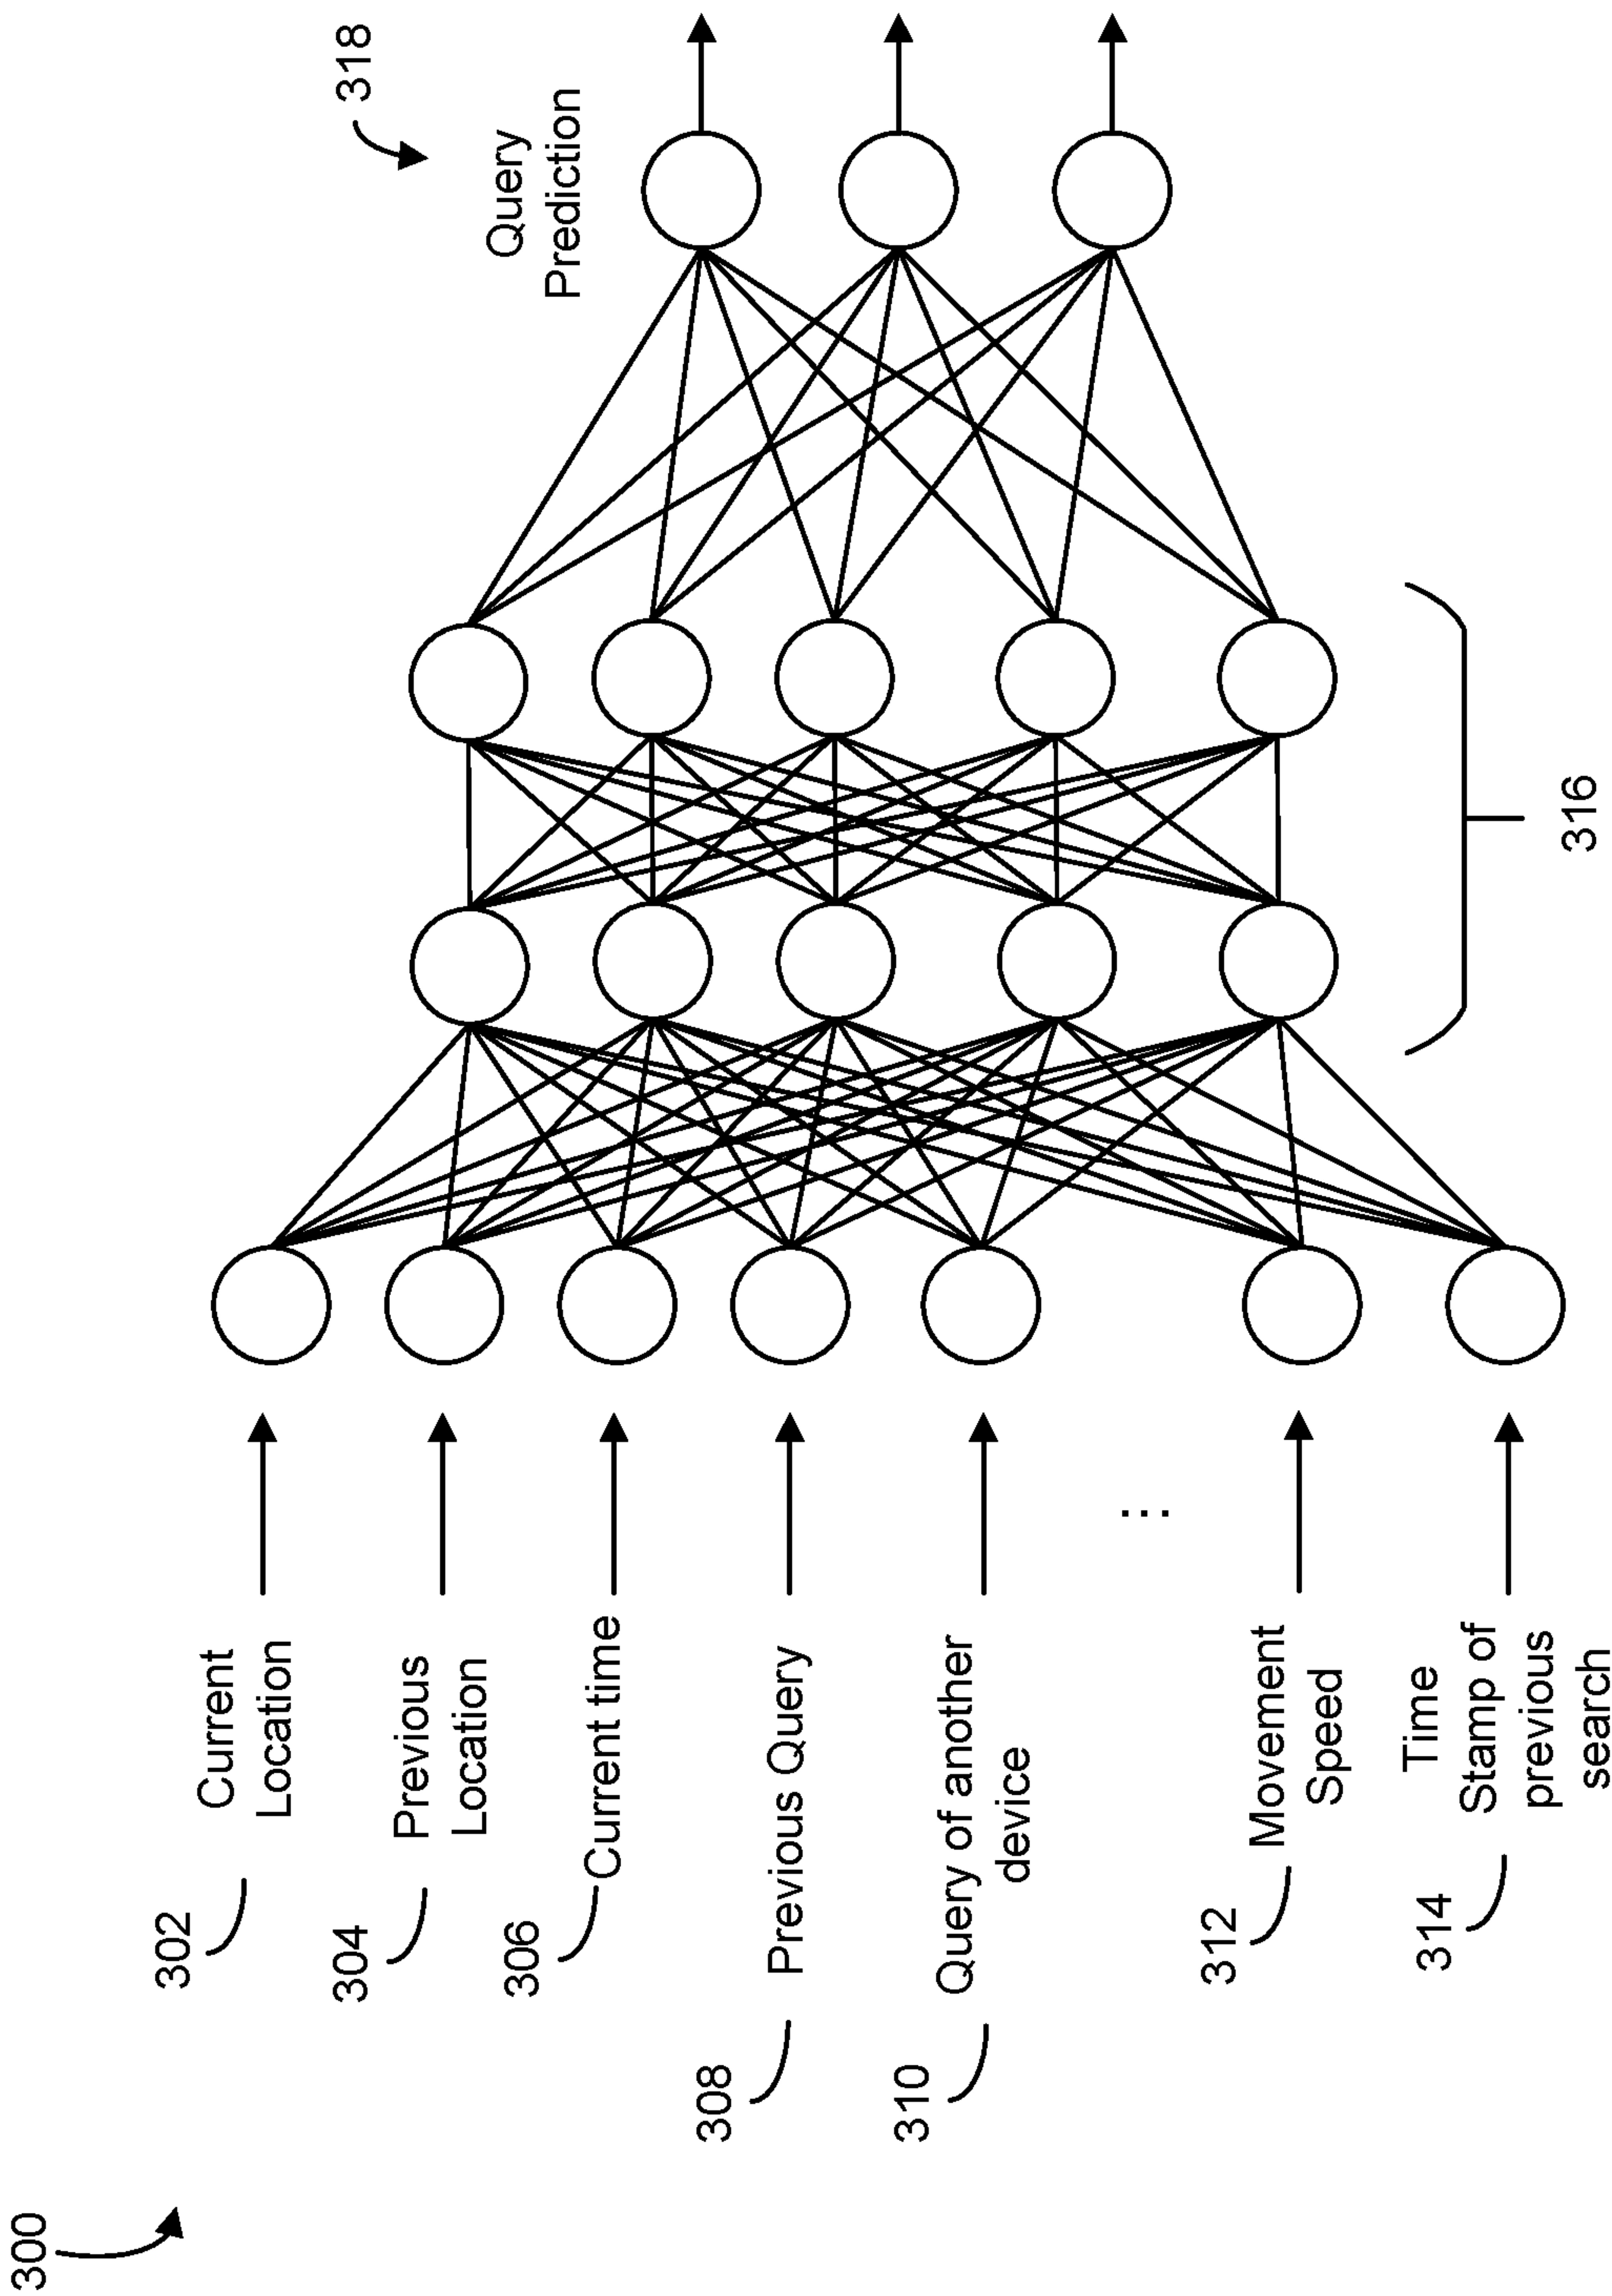 300
302
Current
Location
304
Previous
Location
306
Current time
308
Previous Query
310
Query of another
device
...
312
Movement
Speed
314
Time
Stamp of
previous
search
316
318
Query
Prediction